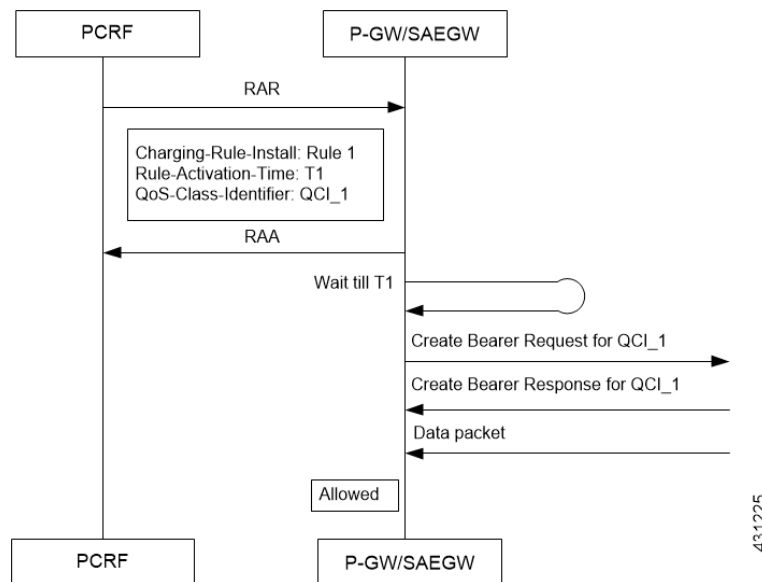 PCRF
P-GW/SAEGW
RAR
Charging-Rule-Install: Rule 1
Rule-Activation-Time: T1
QoS-Class-Identifier: QCI_1
RAA
Wait till T1
Create Bearer Request for QCI_1
Create Bearer Response for QCI_1
Data packet
Allowed
431225
PCRF
P-GW/SAEGW